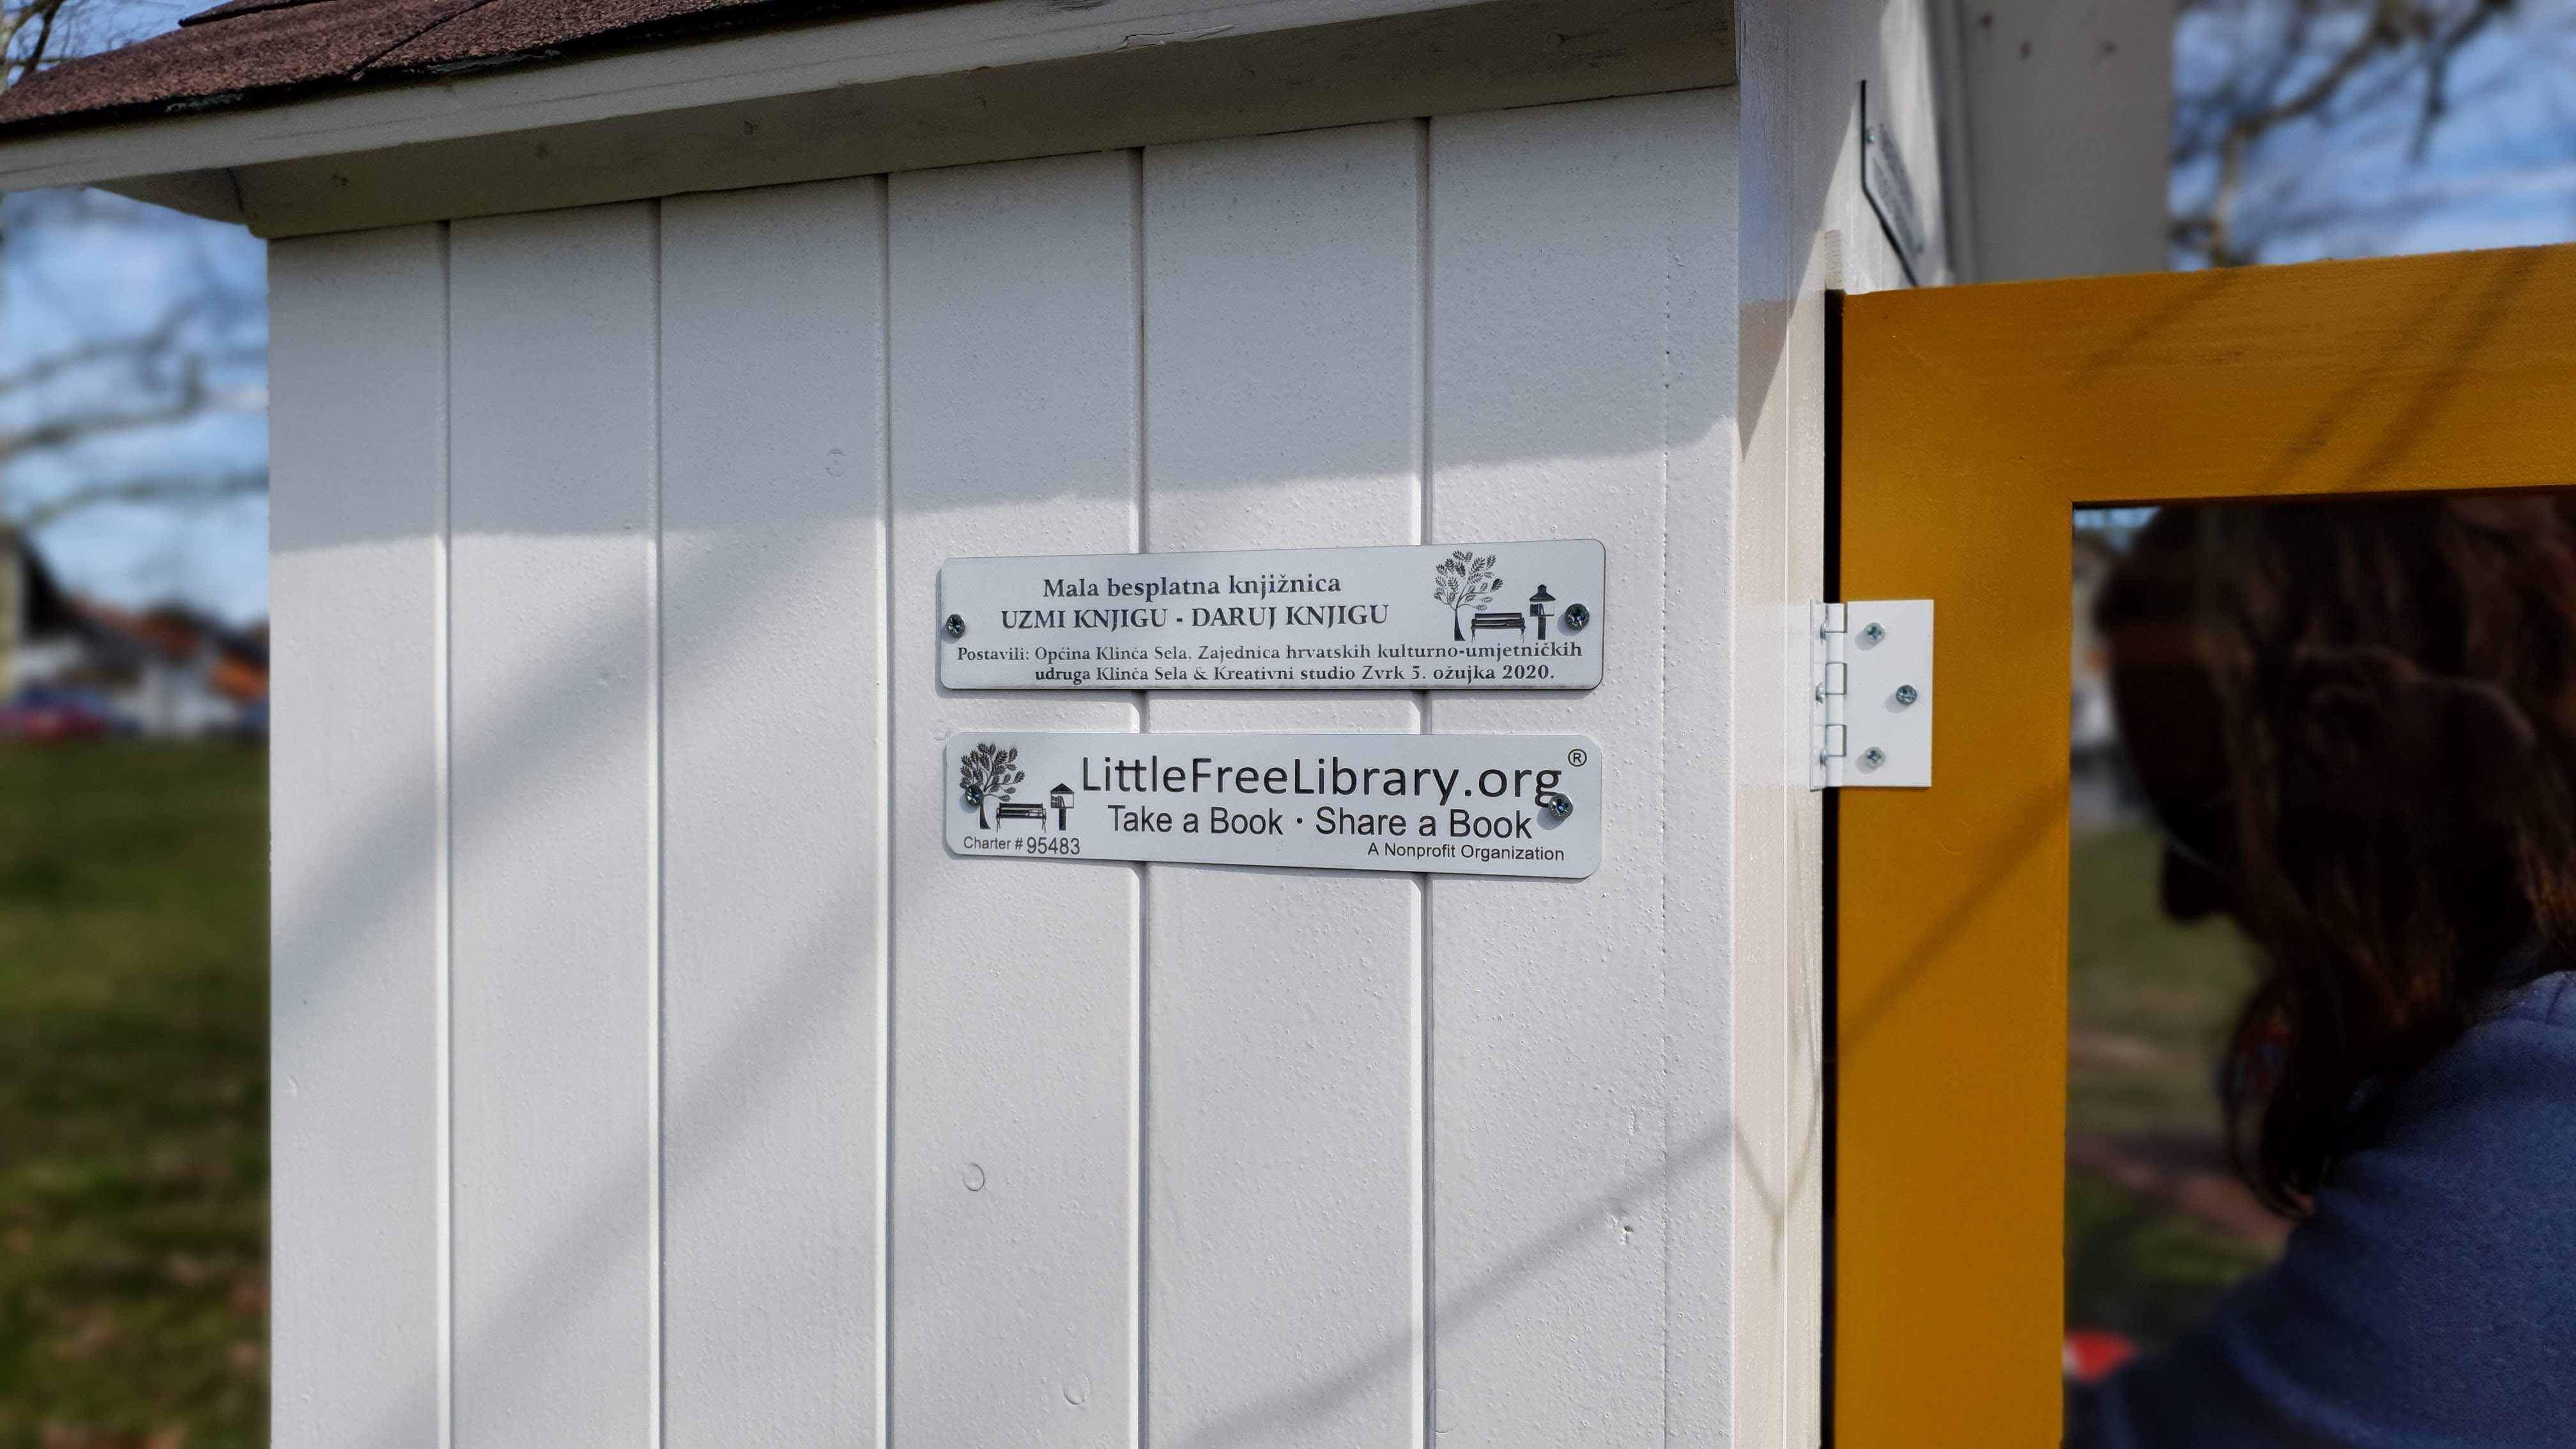 Mala besplatna knjižnica
UZMI KNJIGU - DARUJ KNJIGU
Postavili: Općina Klinča Sela, Zajednica hrvatskih kulturno-umjetničkih
udruga Klinča Sela & Kreativni studio Zvrk 5. ožujka 2020.
LittleFreeLibrary.org®
Take a Book · Share a Book
Charter # 95483
A Nonprofit Organization